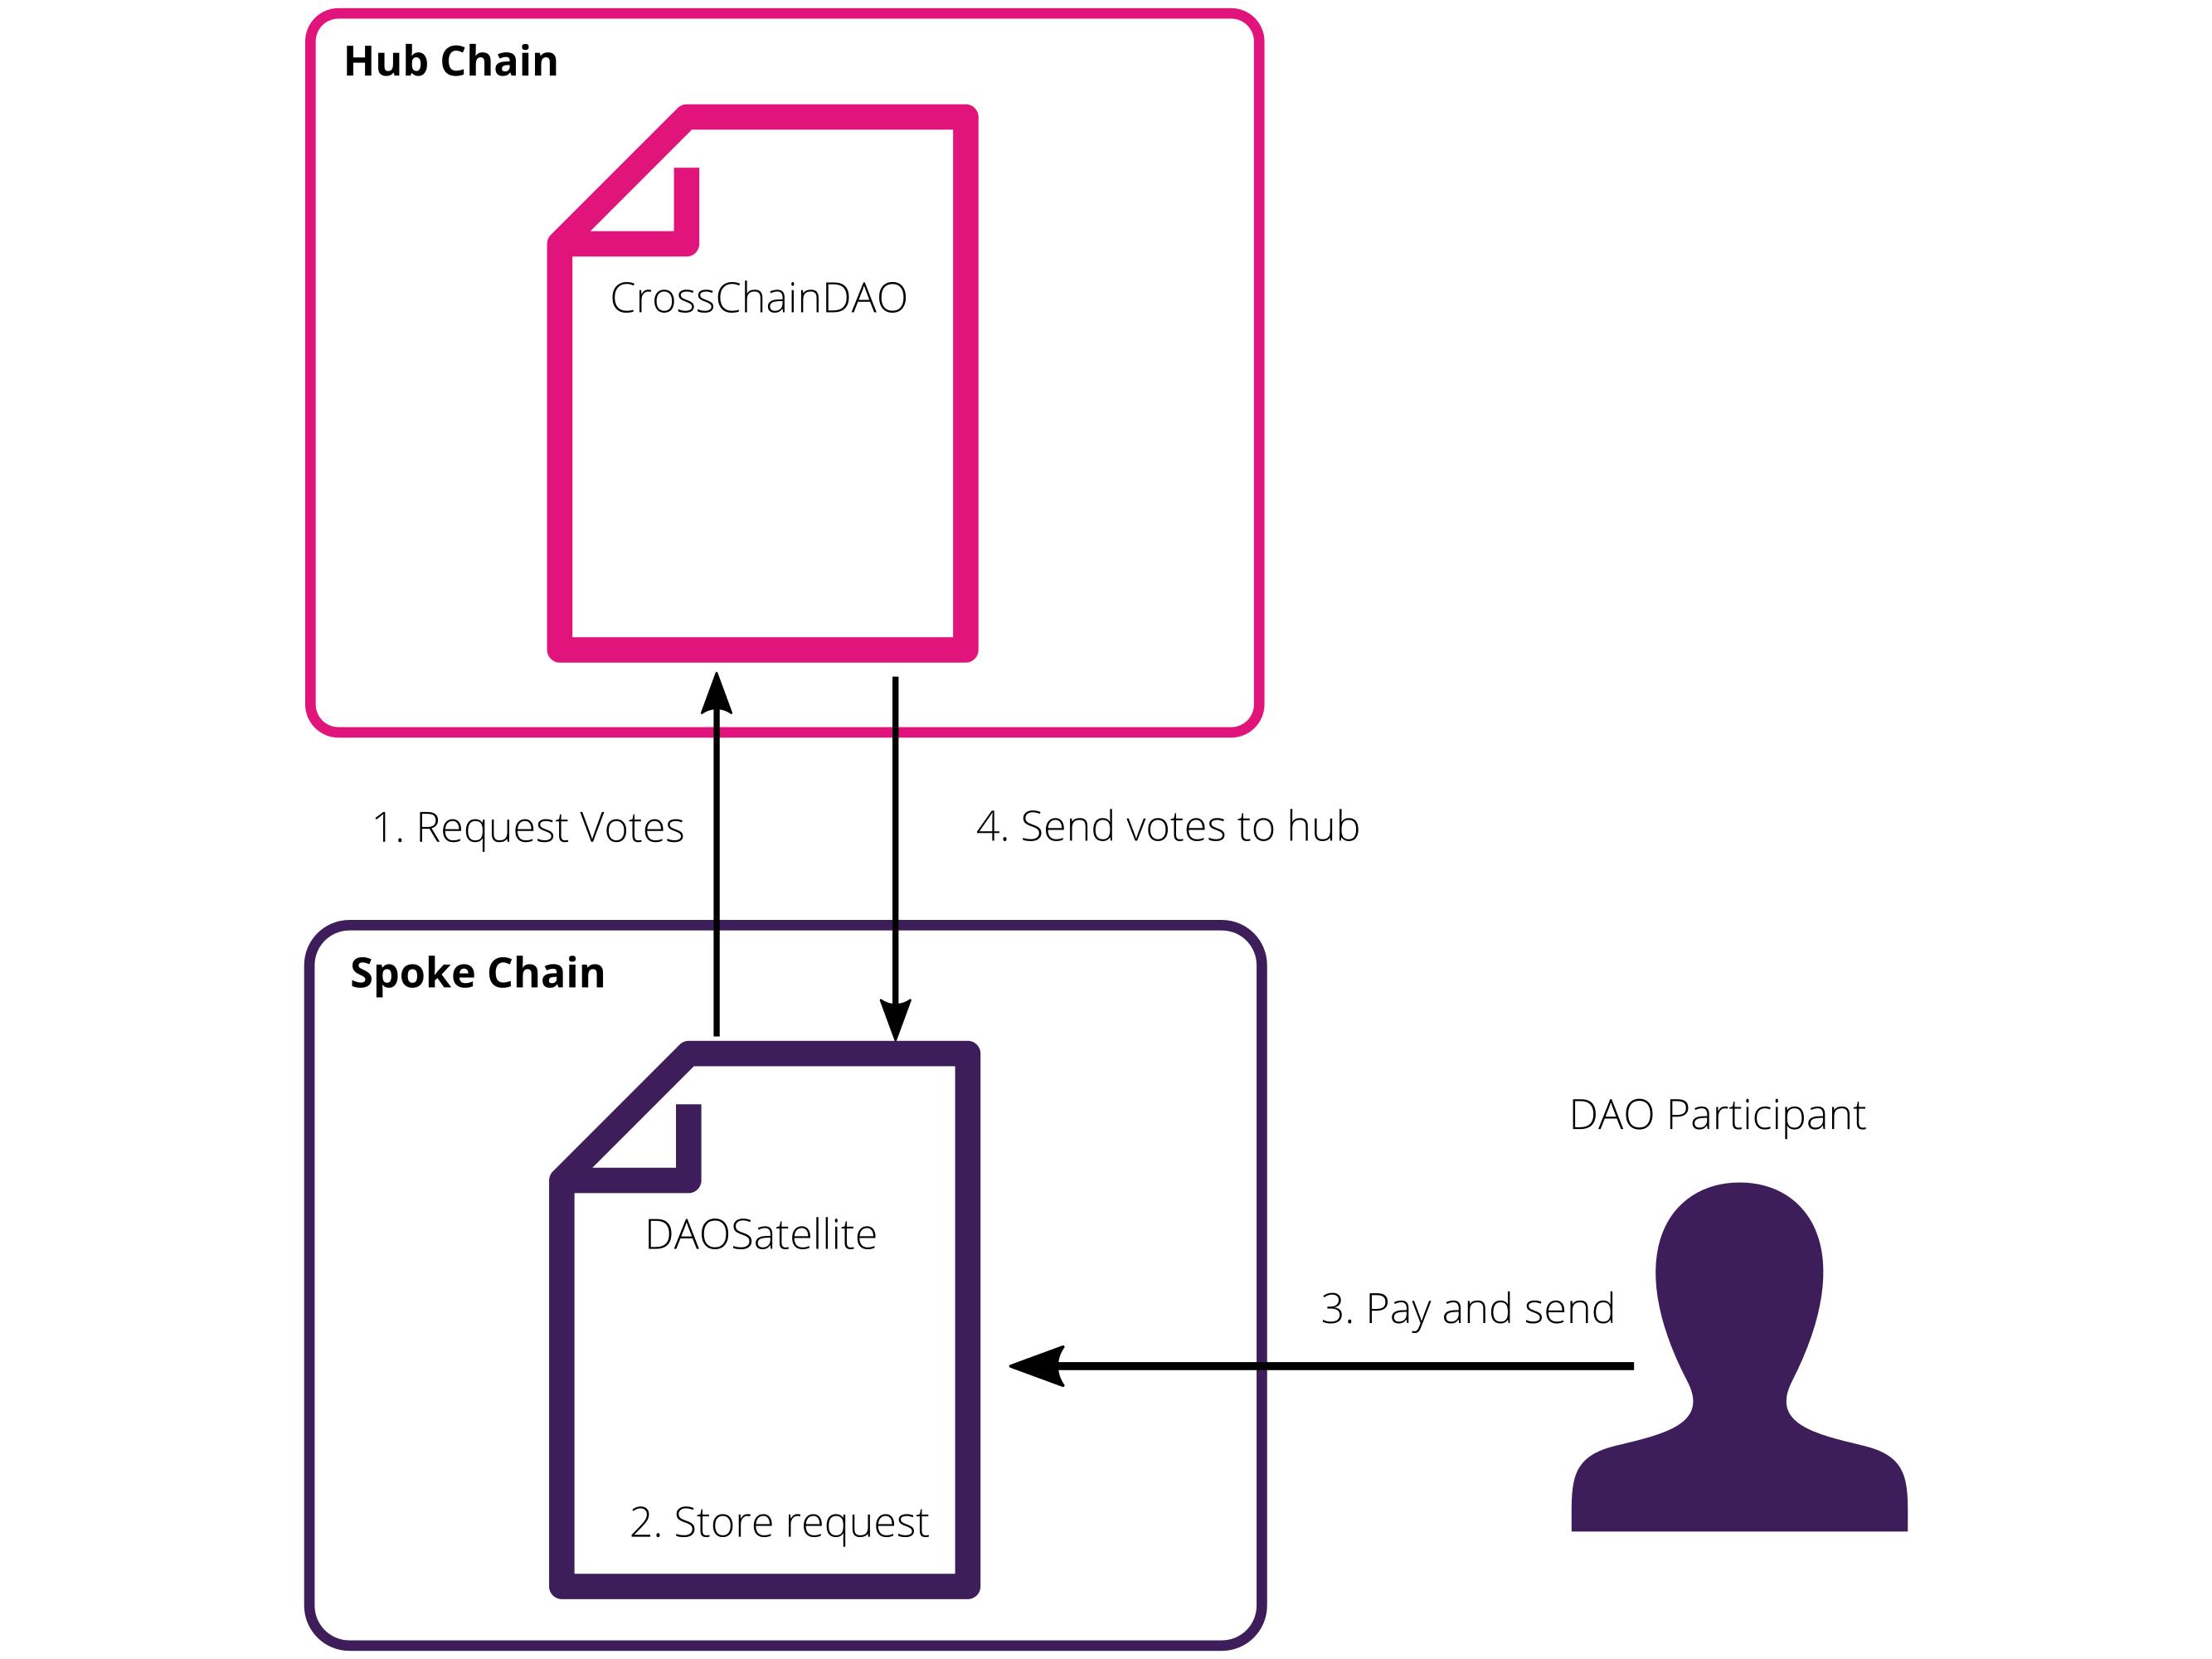 Hub Chain
CrossChainDAO
1. Request Votes
4. Send votes to hub
Spoke Chain
DAOSatellite
DAO Participant
3. Pay and send
2. Store request